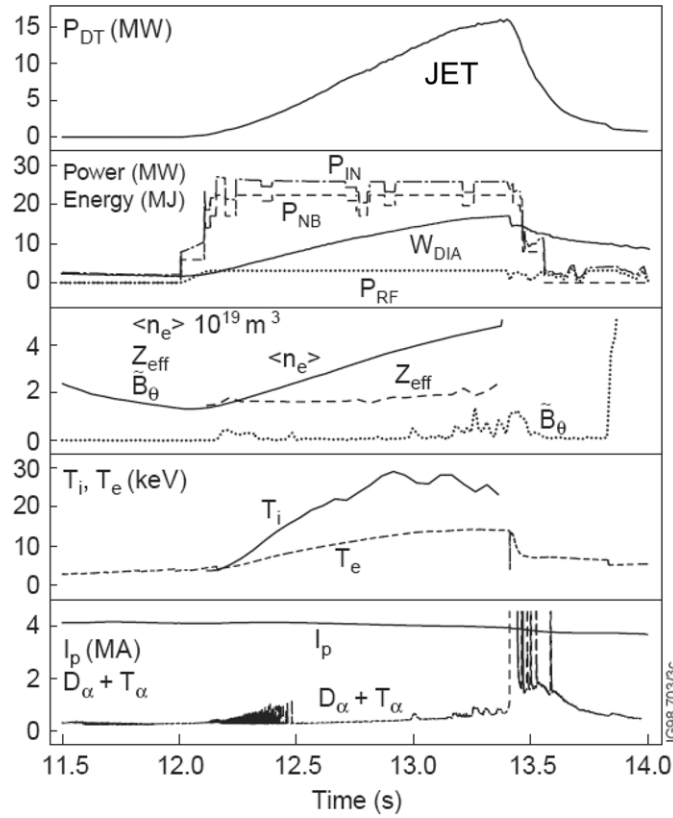 P_DT (MW)
15
10
5
0
JET
30
20
10
0
Power (MW)
Energy (MJ)
P_IN
P_NB
W_DIA
P_RF
4
2
0
<n_e> 10^19 m^3
Z_eff
B̃_θ
<n_e>
Z_eff
B̃_θ
30
20
10
0
T_i, T_e (keV)
T_i
T_e
4
2
0
I_p (MA)
D_α + T_α
I_p
D_α + T_α
11.5 12.0 12.5 13.0 13.5 14.0
Time (s)
JG98.703/3c